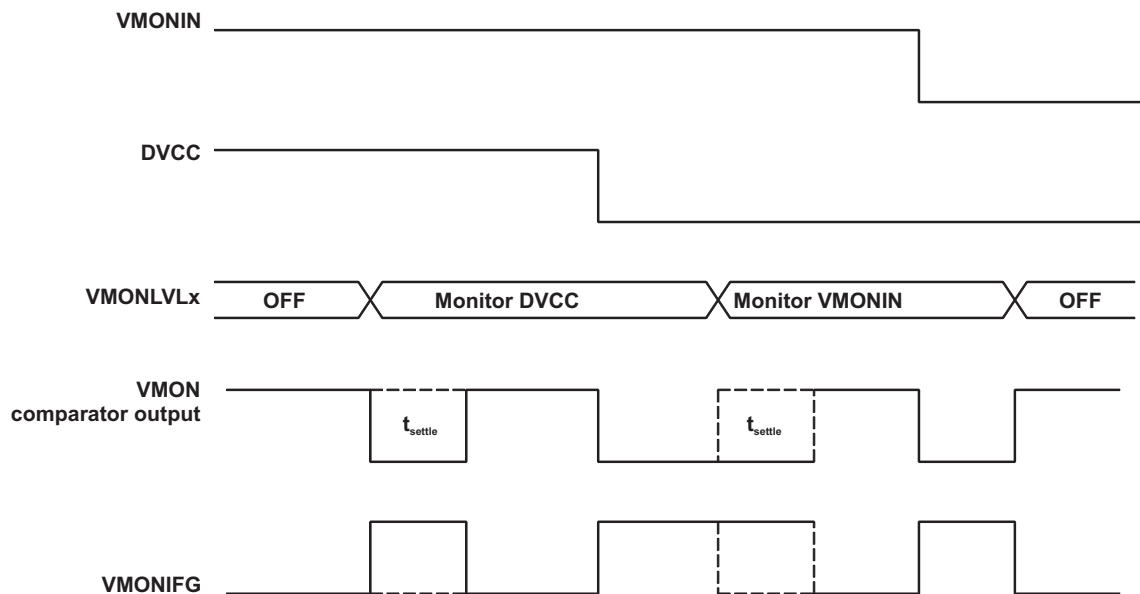 VMONIN
DVCC
VMONLVLx
OFF
Monitor DVCC
Monitor VMONIN
OFF
VMON
comparator output
tsettle
tsettle
VMONIFG